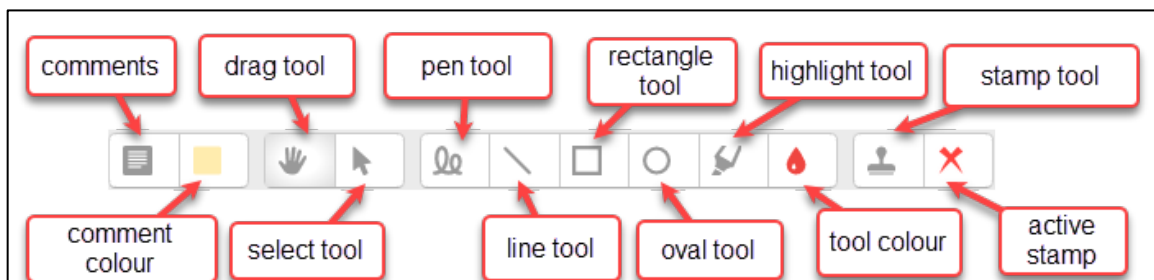 comments
drag tool
pen tool
rectangle
tool
highlight tool
stamp tool
comment
colour
select tool
line tool
oval tool
tool colour
active
stamp